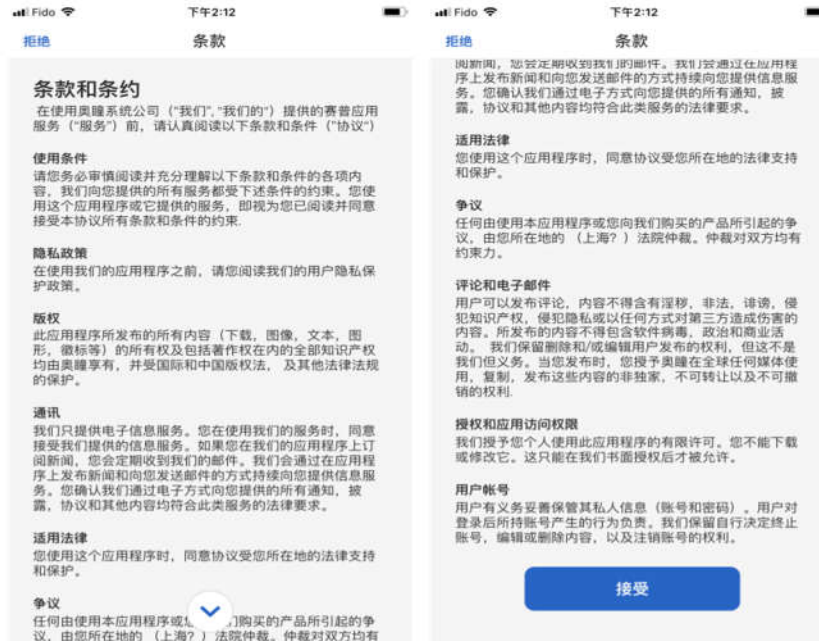 Fido 下午2:12
拒绝 条款
条款和条约
在使用奥瞳系统公司（“我们”, “我们的”）提供的赛普应用
服务（“服务”）前，请认真阅读以下条款和条件（“协议”）
使用条件
请您务必审慎阅读并充分理解以下条款和条件的各项内
容，我们向您提供的所有服务都受下述条件的约束。您使
用这个应用程序或它提供的服务，即视为您已阅读并同意
接受本协议所有条款和条件的约束.
隐私政策
在使用我们的应用程序之前，请您阅读我们的用户隐私保
护政策。
版权
此应用程序所发布的所有内容（下载，图像，文本，图
形，徽标等）的所有权及包括著作权在内的全部知识产权
均由奥瞳享有，并受国际和中国版权法， 及其他法律法规
的保护。
通讯
我们只提供电子信息服务。您在使用我们的服务时，同意
接受我们提供的信息服务。如果您在我们的应用程序上订
阅新闻，您会定期收到我们的邮件。我们会通过在应用程
序上发布新闻和向您发送邮件的方式持续向您提供信息服
务。您确认我们通过电子方式向您提供的所有通知，披
露，协议和其他内容均符合此类服务的法律要求。
适用法律
您使用这个应用程序时，同意协议受您所在地的法律支持
和保护。
争议
任何由使用本应用程序或 们购买的产品所引起的争
议，由您所在地的 （上海？）法院仲裁。仲裁对双方均有
Fido 下午2:12
拒绝 条款
阅新闻，您会定期收到我们的邮件。我们会通过在应用程
序上发布新闻和向您发送邮件的方式持续向您提供信息服
务。您确认我们通过电子方式向您提供的所有通知，披
露，协议和其他内容均符合此类服务的法律要求。
适用法律
您使用这个应用程序时，同意协议受您所在地的法律支持
和保护。
争议
任何由使用本应用程序或您向我们购买的产品所引起的争
议，由您所在地的 （上海？）法院仲裁。仲裁对双方均有
约束力。
评论和电子邮件
用户可以发布评论，内容不得含有淫秽，非法，诽谤，侵
犯知识产权，侵犯隐私或以任何方式对第三方造成伤害的
内容。所发布的内容不得包含软件病毒，政治和商业活
动。 我们保留删除和/或编辑用户发布的权利，但这不是
我们但义务。当您发布时，您授予奥瞳在全球任何媒体使
用，复制，发布这些内容的非独家，不可转让以及不可撤
销的权利.
授权和应用访问权限
我们授予您个人使用此应用程序的有限许可。您不能下载
或修改它。这只能在我们书面授权后才被允许。
用户帐号
用户有义务妥善保管其私人信息（账号和密码）。用户对
登录后所持账号产生的行为负责。我们保留自行决定终止
账号，编辑或删除内容，以及注销账号的权利。
接受